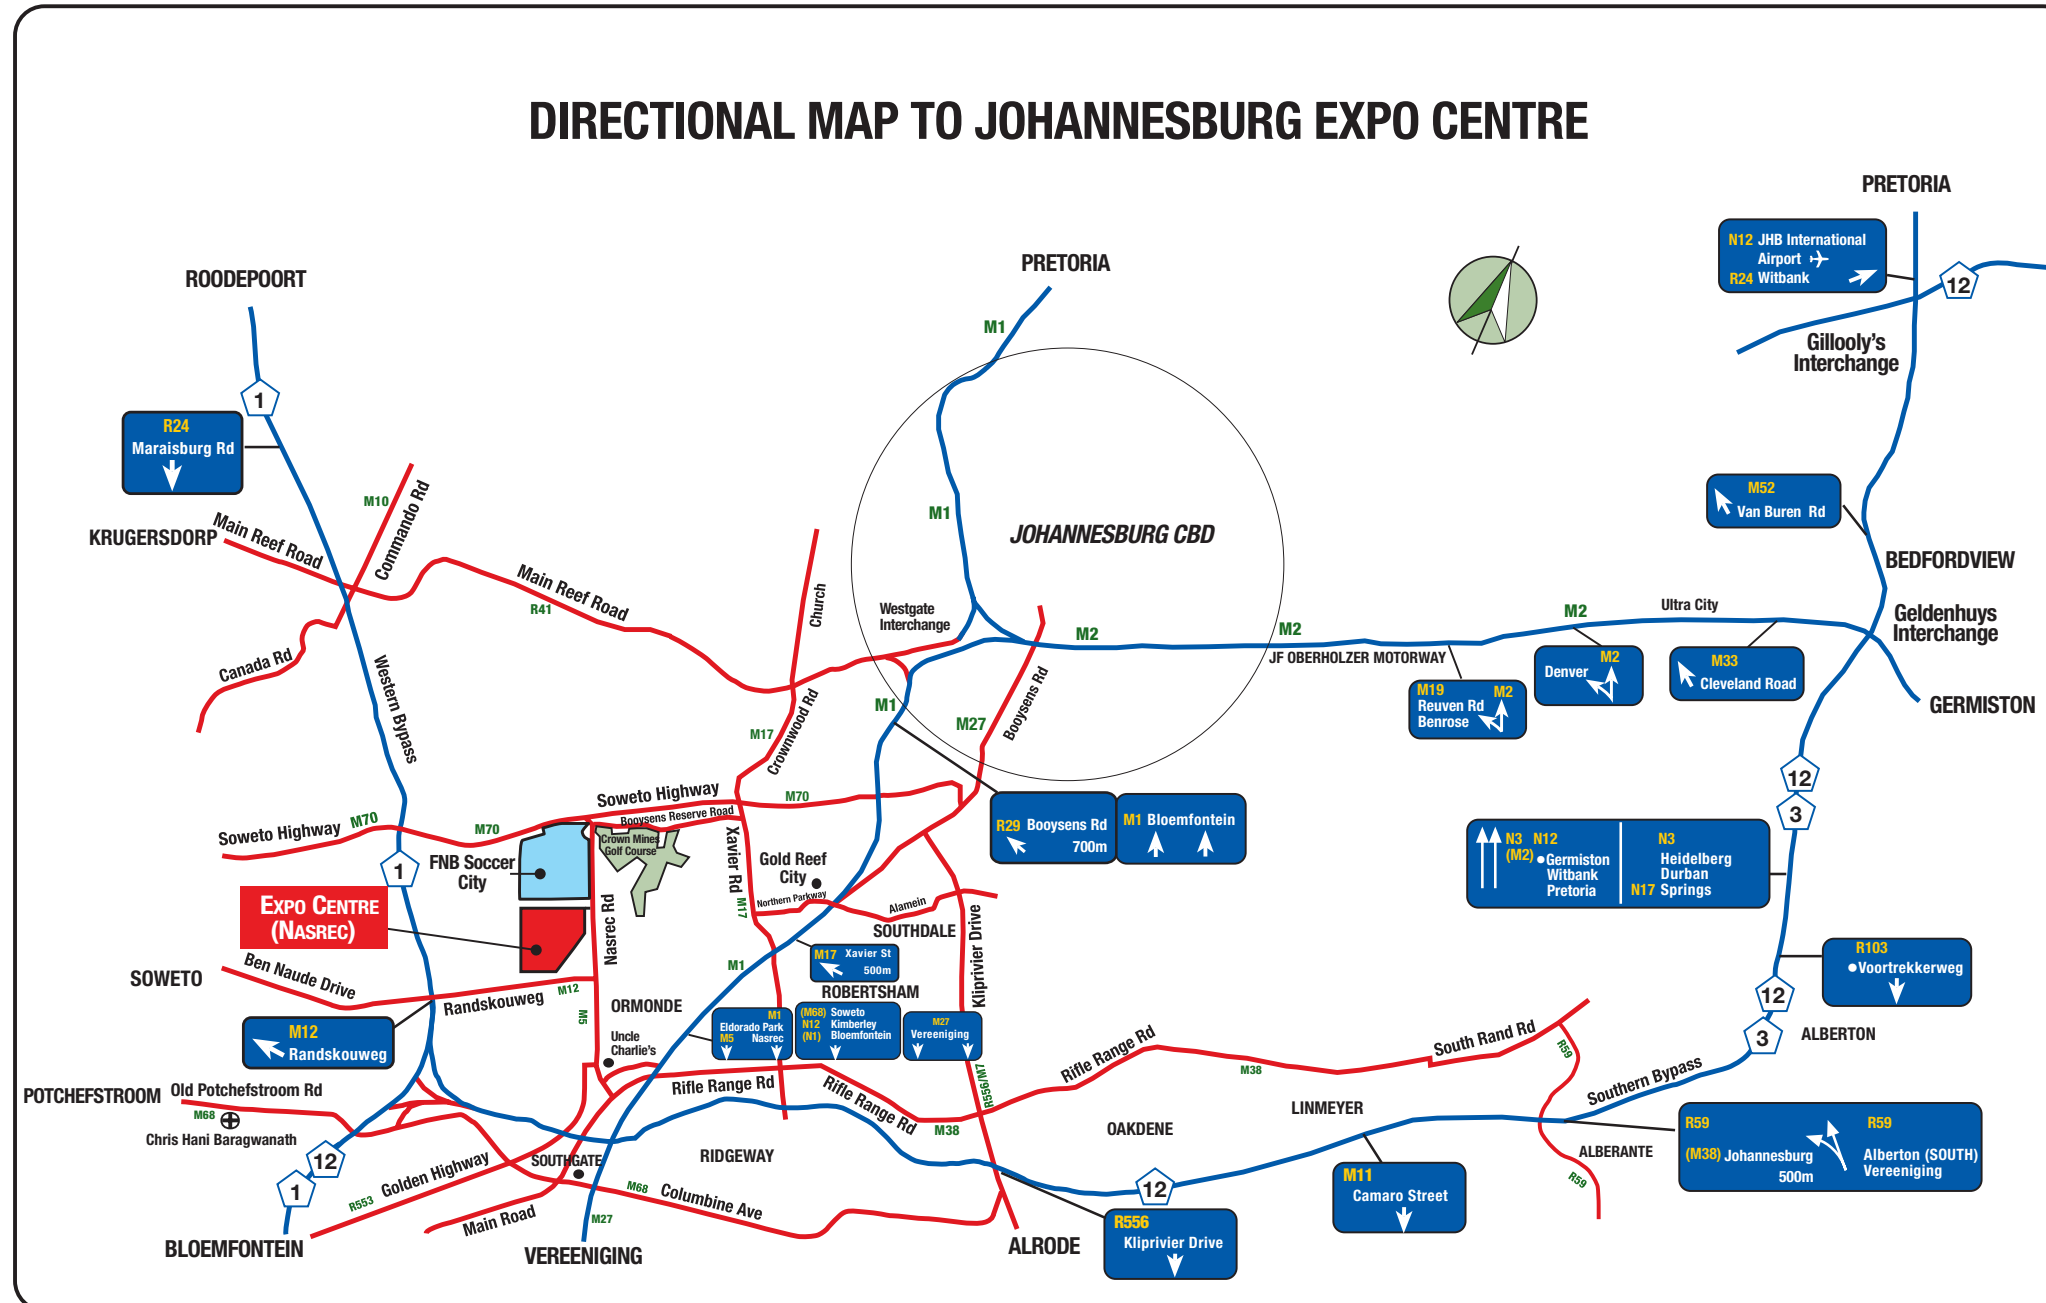 DIRECTIONAL MAP TO JOHANNESBURG EXPO CENTRE
PRETORIA
N12 JHB International
Airport
R24 Witbank
12
Gillooly's
Interchange
PRETORIA
M1
ROODEPOORT
1
R24
Maraisburg Rd
M10
Commando Rd
KRUGERSDORP
Main Reef Road
Main Reef Road
R41
Canada Rd
Western Bypass
Church
M1
JOHANNESBURG CBD
Westgate
Interchange
M2
M2
M2
Ultra City
JF OBERHOLZER MOTORWAY
M52
Van Buren Rd
BEDFORDVIEW
Geldenhuys
Interchange
GERMISTON
M19 M2
Reuven Rd
Benrose
M2
Denver
M33
Cleveland Road
M1
M27
Booysens Rd
M17
Crownwood Rd
Soweto Highway
M70
Booysens Reserve Road
Soweto Highway
M70
M70
1
FNB Soccer
City
Crown Mines
Golf Course
Xavier Rd
M17
Gold Reef
City
Northern Parkway
Alamein
SOUTHDALE
R29 Booysens Rd
700m
M1 Bloemfontein
12
3
N3 N12
(M2)
Germiston
Witbank
Pretoria
N3
Heidelberg
Durban
N17 Springs
R103
Voortrekkerweg
12
3
ALBERTON
EXPO CENTRE
(NASREC)
Nasrec Rd
SOWETO
Ben Naude Drive
Randskouweg
M12
M5
M12
Randskouweg
ORMONDE
M1
M17 Xavier St
500m
ROBERTSHAM
Kliprivier Drive
M1
Eldorado Park
M5 Nasrec
(M68) Soweto
N12 Kimberley
(N1) Bloemfontein
M27
Vereeniging
Uncle
Charlie's
Rifle Range Rd
Rifle Range Rd
M38
R556/M7
Rifle Range Rd
M38
South Rand Rd
R59
Southern Bypass
POTCHEFSTROOM
Old Potchefstroom Rd
M68
Chris Hani Baragwanath
12
1
BLOEMFONTEIN
R553
Golden Highway
Main Road
SOUTHGATE
M68
Columbine Ave
M27
VEREENIGING
RIDGEWAY
OAKDENE
LINMEYER
12
ALRODE
R556
Kliprivier Drive
M11
Camaro Street
ALBERANTE
R59
R59
(M38) Johannesburg
500m
R59
Alberton (SOUTH)
Vereeniging